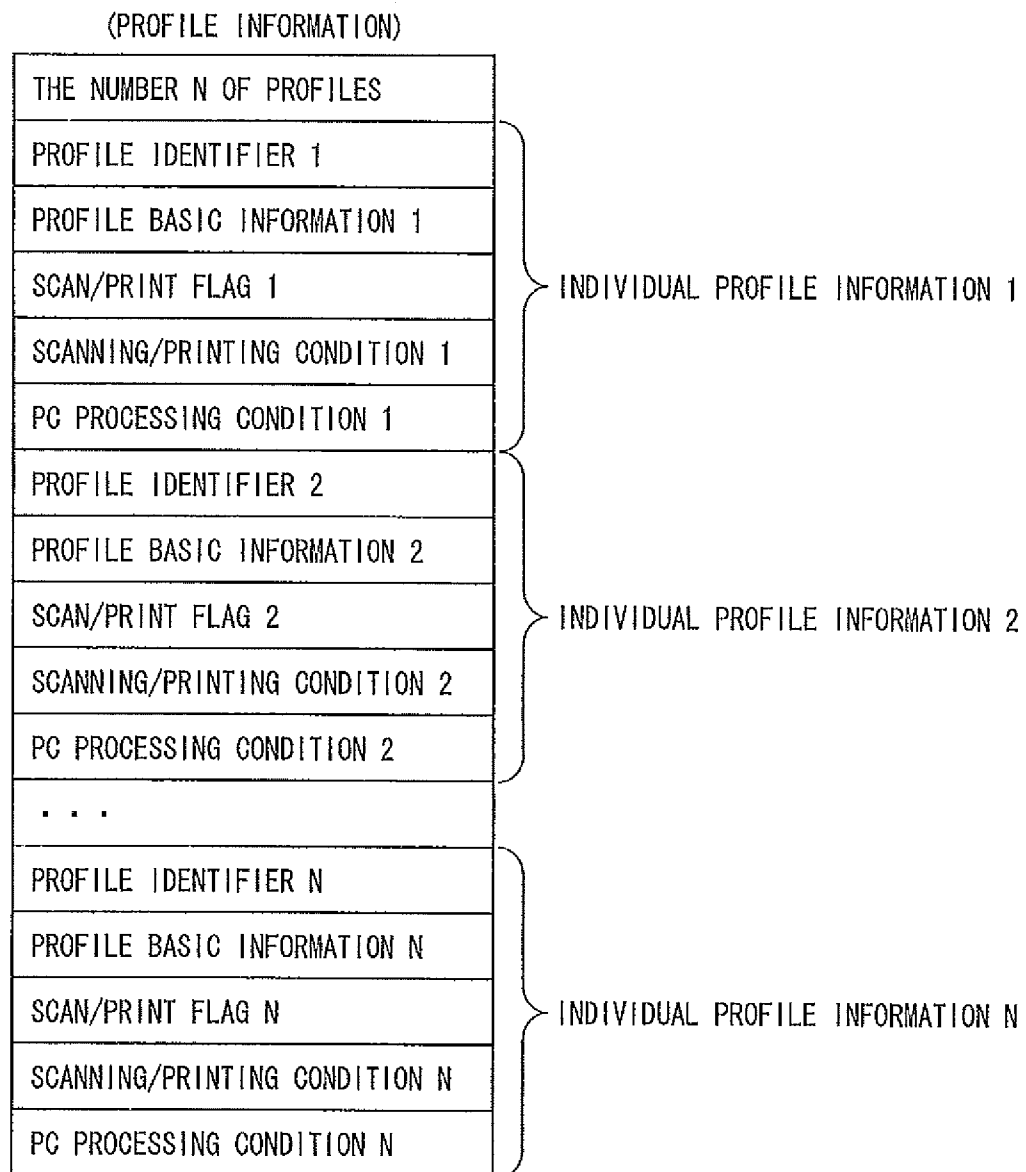 (PROFILE INFORMATION)
THE NUMBER N OF PROFILES
PROFILE IDENTIFIER 1
PROFILE BASIC INFORMATION 1
SCAN/PRINT FLAG 1
INDIVIDUAL PROFILE INFORMATION 1
SCANNING/PRINTING CONDITION 1
PC PROCESSING CONDITION 1
PROFILE IDENTIFIER 2
PROFILE BASIC INFORMATION 2
SCAN/PRINT FLAG 2
INDIVIDUAL PROFILE INFORMATION 2
SCANNING/PRINTING CONDITION 2
PC PROCESSING CONDITION 2
...
PROFILE IDENTIFIER N
PROFILE BASIC INFORMATION N
SCAN/PRINT FLAG N
INDIVIDUAL PROFILE INFORMATION N
SCANNING/PRINTING CONDITION N
PC PROCESSING CONDITION N